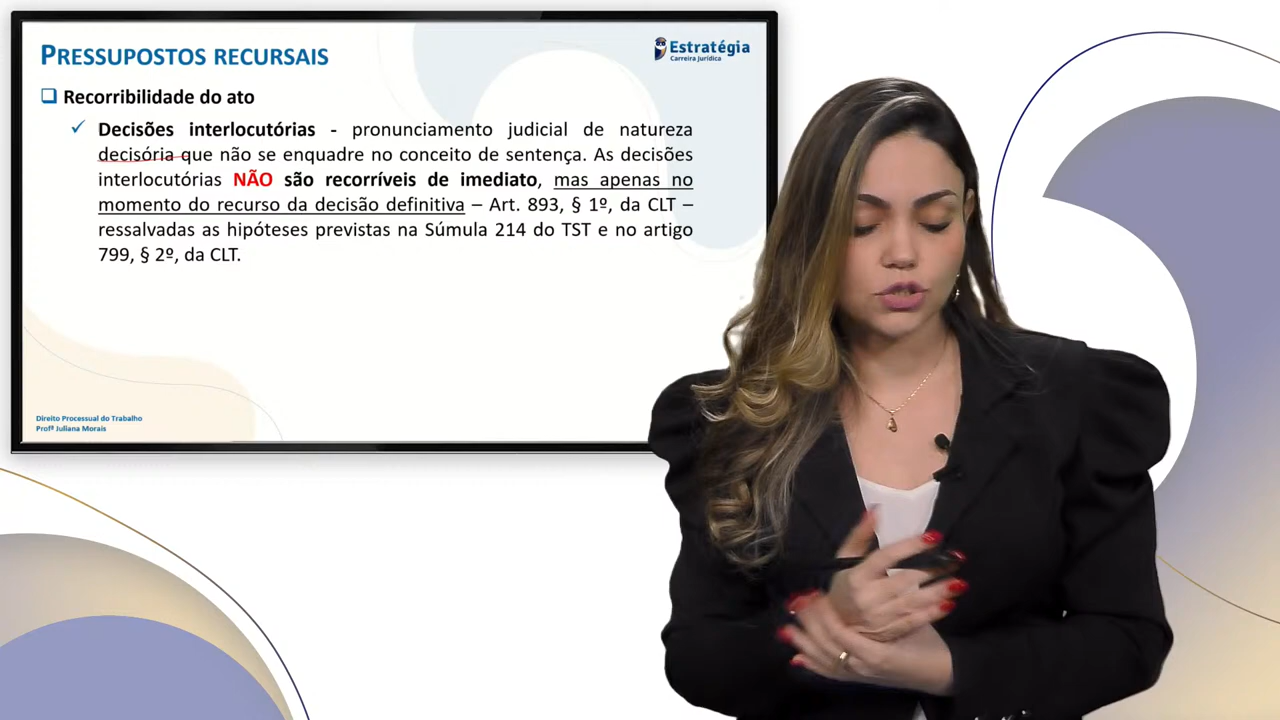 PRESSUPOSTOS RECURSAIS
Estratégia
Carreira Jurídica
Recorribilidade do ato
Decisões interlocutórias - pronunciamento judicial de natureza
decisória que não se enquadre no conceito de sentença. As decisões
interlocutórias NÃO são recorríveis de imediato, mas apenas no
momento do recurso da decisão definitiva – Art. 893, § 1º, da CLT –
ressalvadas as hipóteses previstas na Súmula 214 do TST e no artigo
799, § 2º, da CLT.
Direito Processual do Trabalho
Profª Juliana Morais